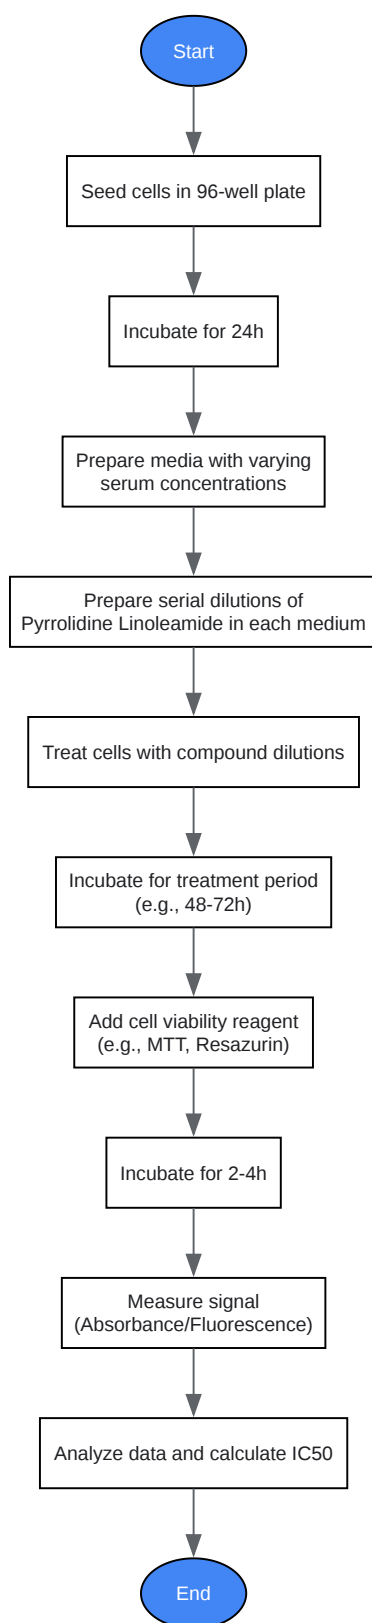 Start
Seed cells in 96-well plate
Incubate for 24h
Prepare media with varying
serum concentrations
Prepare serial dilutions of
Pyrrolidine Linoleamide in each medium
Treat cells with compound dilutions
Incubate for treatment period
(e.g., 48-72h)
Add cell viability reagent
(e.g., MTT, Resazurin)
Incubate for 2-4h
Measure signal
(Absorbance/Fluorescence)
Analyze data and calculate IC50
End